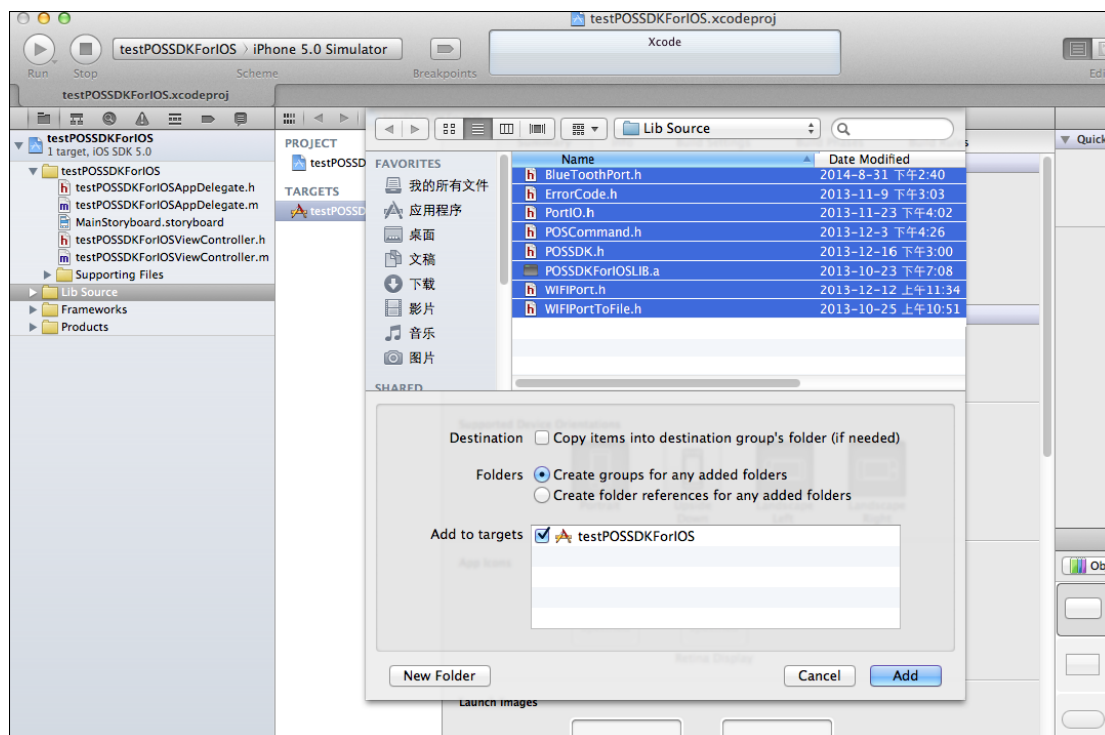 testPOSSDKForIOS.xcodeproj
testPOSSDKForIOS › iPhone 5.0 Simulator
Xcode
Run Stop Scheme Breakpoints
testPOSSDKForIOS.xcodeproj
testPOSSDKForIOS
1 target, iOS SDK 5.0
testPOSSDKForIOS
testPOSSDKForIOSAppDelegate.h
testPOSSDKForIOSAppDelegate.m
MainStoryboard.storyboard
testPOSSDKForIOSViewController.h
testPOSSDKForIOSViewController.m
Supporting Files
Lib Source
Frameworks
Products
PROJECT
testPOSSD
TARGETS
testPOSSD
Lib Source
FAVORITES
我的所有文件
应用程序
桌面
文稿
下载
影片
音乐
图片
SHARED
Name Date Modified
BlueToothPort.h 2014-8-31 下午2:40
ErrorCode.h 2013-11-9 下午3:03
PortIO.h 2013-11-23 下午4:02
POSCommand.h 2013-12-3 下午4:26
POSSDK.h 2013-12-16 下午3:00
POSSDKForIOSLIB.a 2013-10-23 下午7:08
WIFIPort.h 2013-12-12 上午11:34
WIFIPortToFile.h 2013-10-25 上午10:51
Destination Copy items into destination group's folder (if needed)
Folders Create groups for any added folders
Create folder references for any added folders
Add to targets testPOSSDKForIOS
New Folder Cancel Add
Launch Images
Quick
Ob